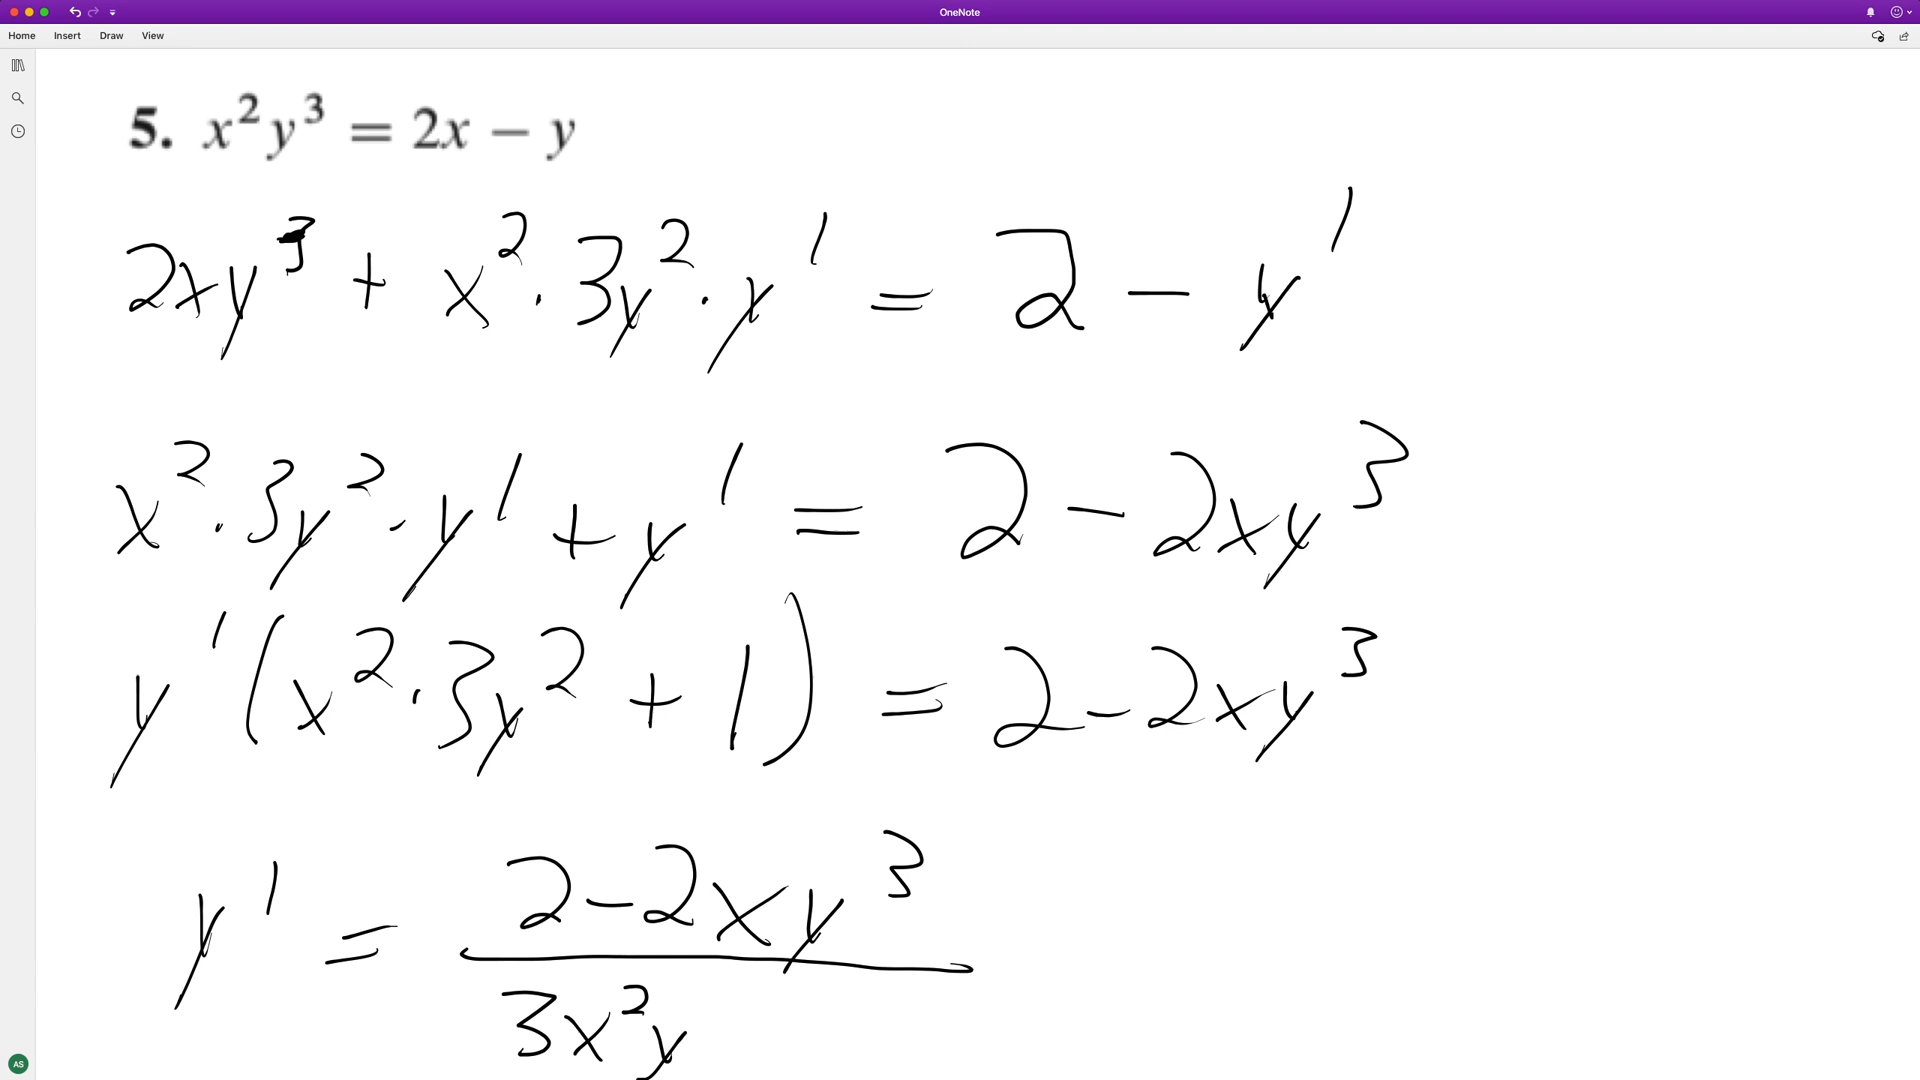 OneNote
Home Insert Draw View
5. x²y³ = 2x − y
2xy³ + x² · 3y² · y' = 2 − y'
x² · 3y² · y' + y' = 2 − 2xy³
y'(x² · 3y² + 1) = 2 − 2xy³
y' = 2 − 2xy³
3x²y
AS